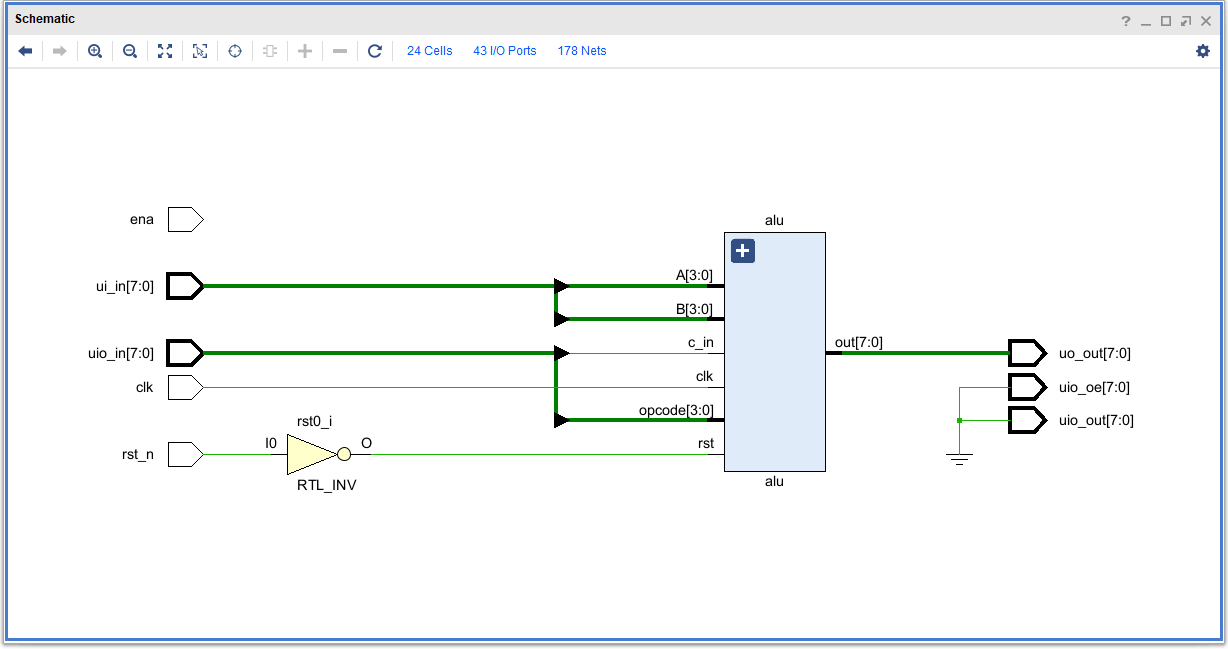 Schematic
24 Cells 43 I/O Ports 178 Nets
alu
ena
ui_in[7:0]
A[3:0]
B[3:0]
uio_in[7:0]
c_in
out[7:0]
uo_out[7:0]
clk
clk
uio_oe[7:0]
opcode[3:0]
uio_out[7:0]
rst0_i
rst_n
I0
O
rst
RTL_INV
alu